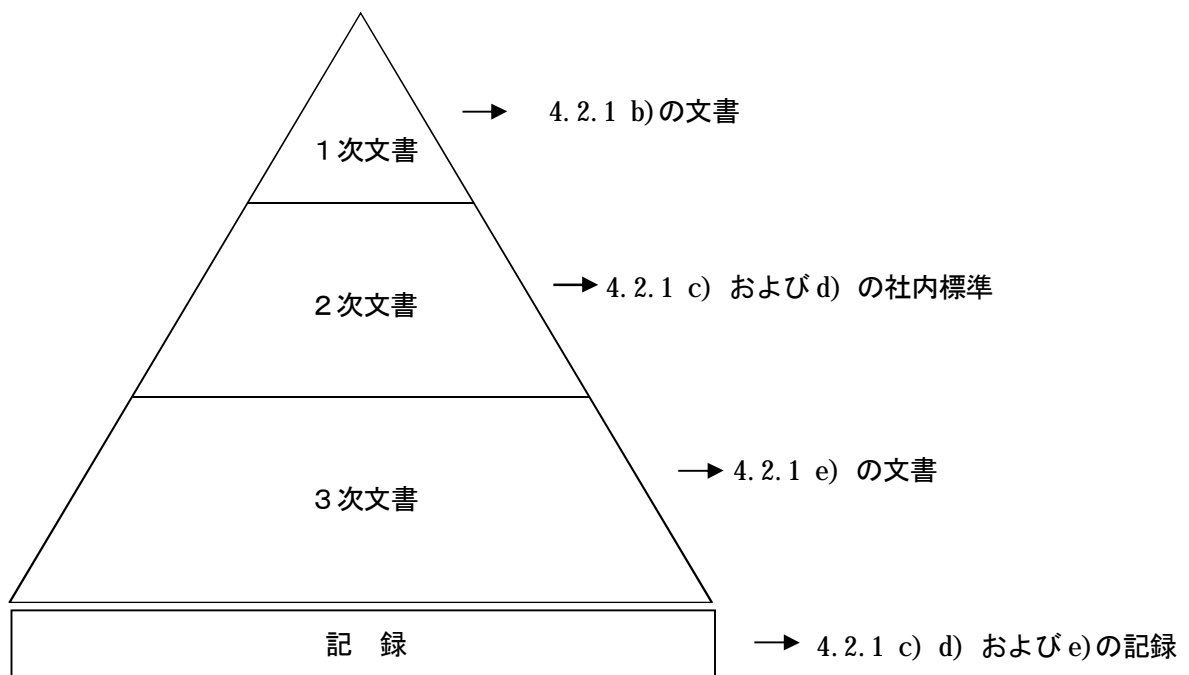 4.2.1 b)の文書
1次文書
4.2.1 c) およびd) の社内標準
2次文書
4.2.1 e) の文書
3次文書
記 録
4.2.1 c) d) およびe)の記録